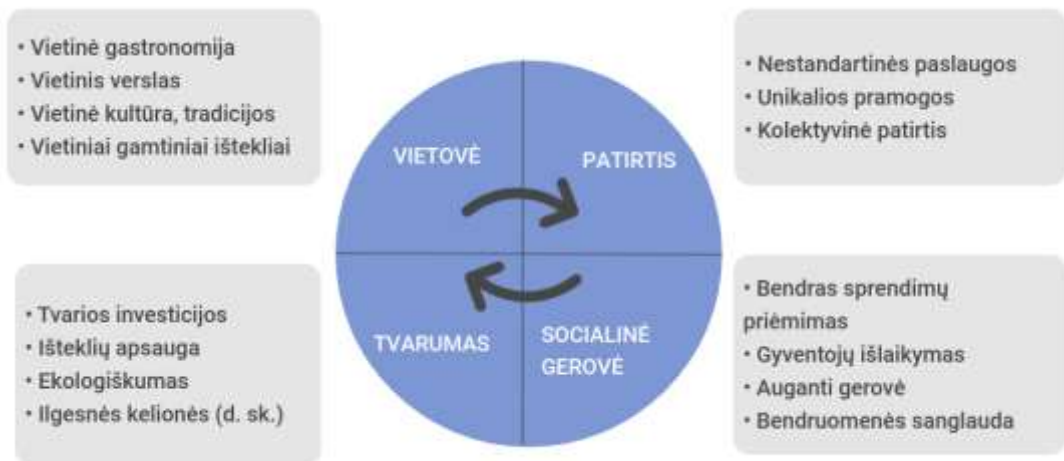 • Vietinė gastronomija
• Vietinis verslas
• Vietinė kultūra, tradicijos
• Vietiniai gamtiniai ištekliai
• Nestandartinės paslaugos
• Unikalios pramogos
• Kolektyvinė patirtis
VIETOVĖ
PATIRTIS
TVARUMAS
SOCIALINĖ
GEROVĖ
• Tvarios investicijos
• Išteklių apsauga
• Ekologiškumas
• Ilgesnės kelionės (d. sk.)
• Bendras sprendimų
priėmimas
• Gyventojų išlaikymas
• Auganti gerovė
• Bendruomenės sanglauda